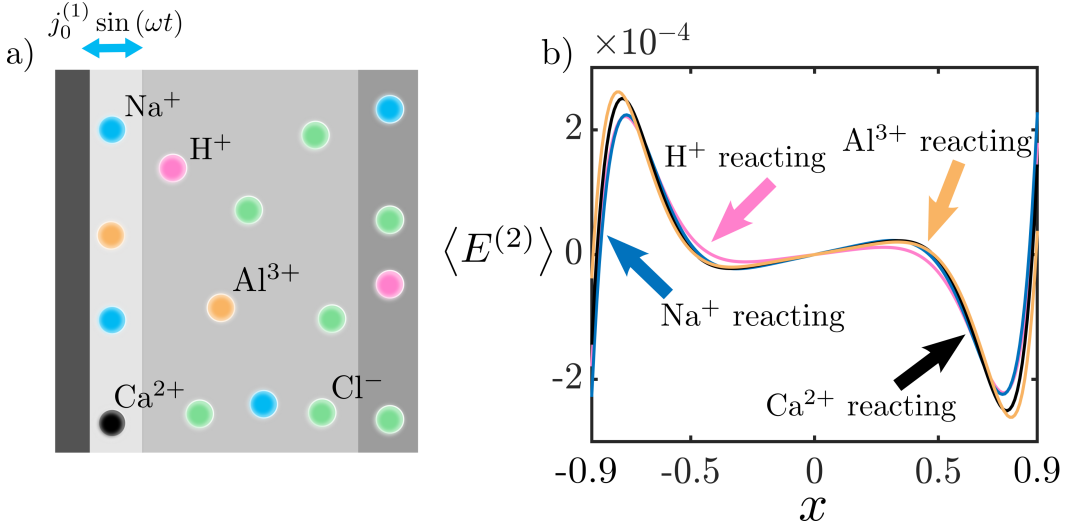 a)
j₀⁽¹⁾ sin (ωt)
Na⁺
H⁺
Al³⁺
Ca²⁺
Cl⁻
b)
×10⁻⁴
⟨E⁽²⁾⟩
2
0
-2
H⁺ reacting
Al³⁺ reacting
Na⁺ reacting
Ca²⁺ reacting
-0.9
-0.5
0
0.5
0.9
x